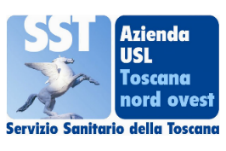 SST
Azienda
USL
Toscana
nord ovest
Servizio Sanitario della Toscana